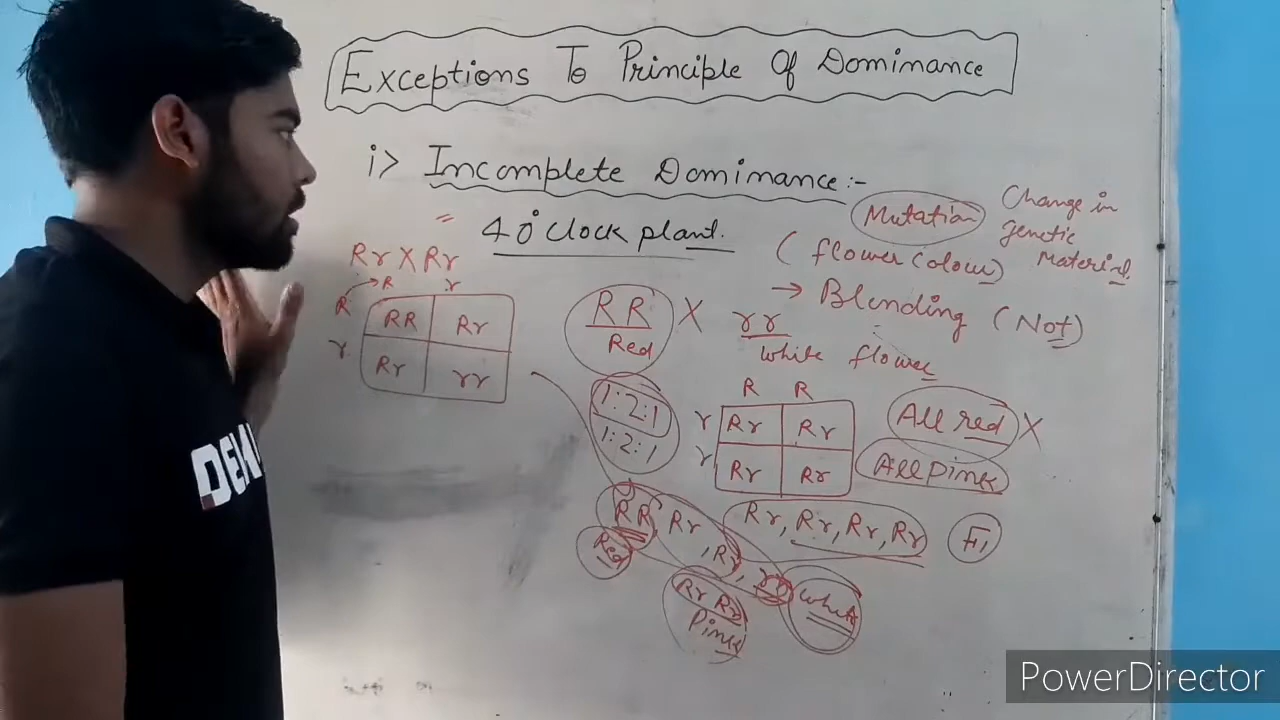 Exceptions To Principle Of Dominance
i> Incomplete Dominance:-
= 4 O' Clock plant.
Mutation
Change in
genetic
Material.
(flower Colour)
→ Blending (Not)
Rr X Rr
R r
R RR Rr
r Rr rr
RR X rr
Red
white flower
1:2:1
1:2:1
R R
r Rr Rr
r Rr Rr
All red X
All Pink
Rr, Rr, Rr, Rr F1
RR Rr, Rr, rr
Red
Rr Rr
Pink
white
DEN
PowerDirector